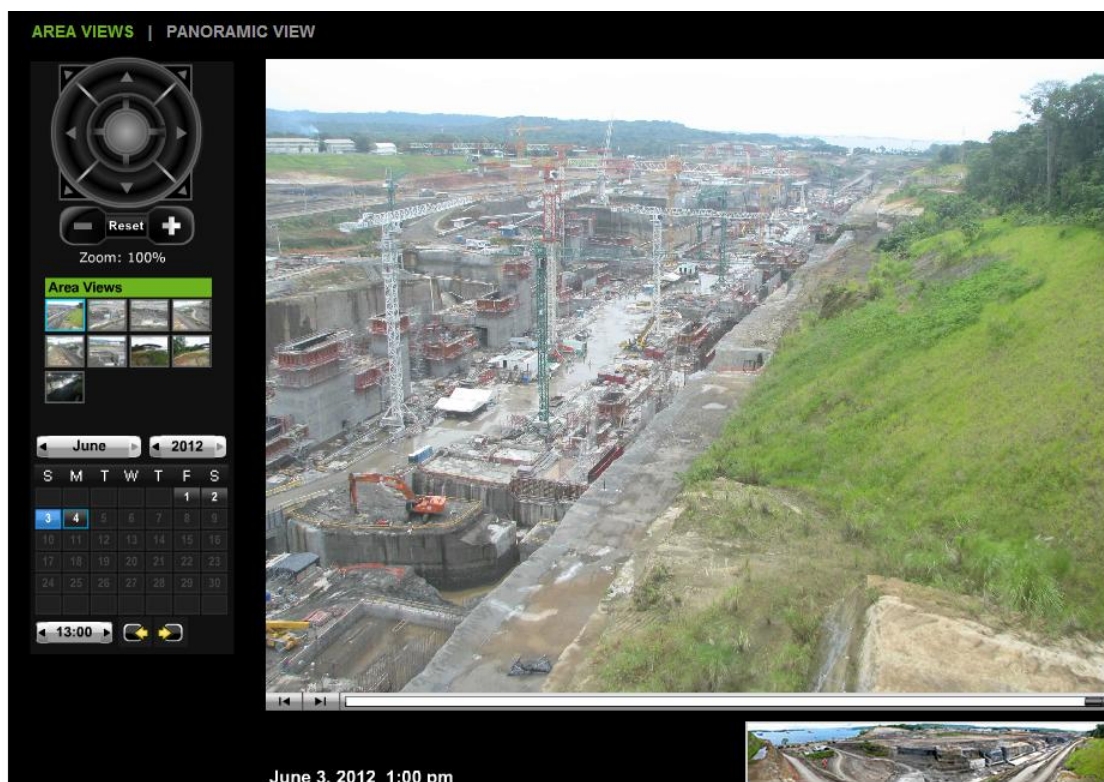 AREA VIEWS | PANORAMIC VIEW
Reset
Zoom: 100%
Area Views
June 2012
S M T W T F S
1 2
3 4 5 6 7 8 9
10 11 12 13 14 15 16
17 18 19 20 21 22 23
24 25 26 27 28 29 30
13:00
June 3, 2012 1:00 pm